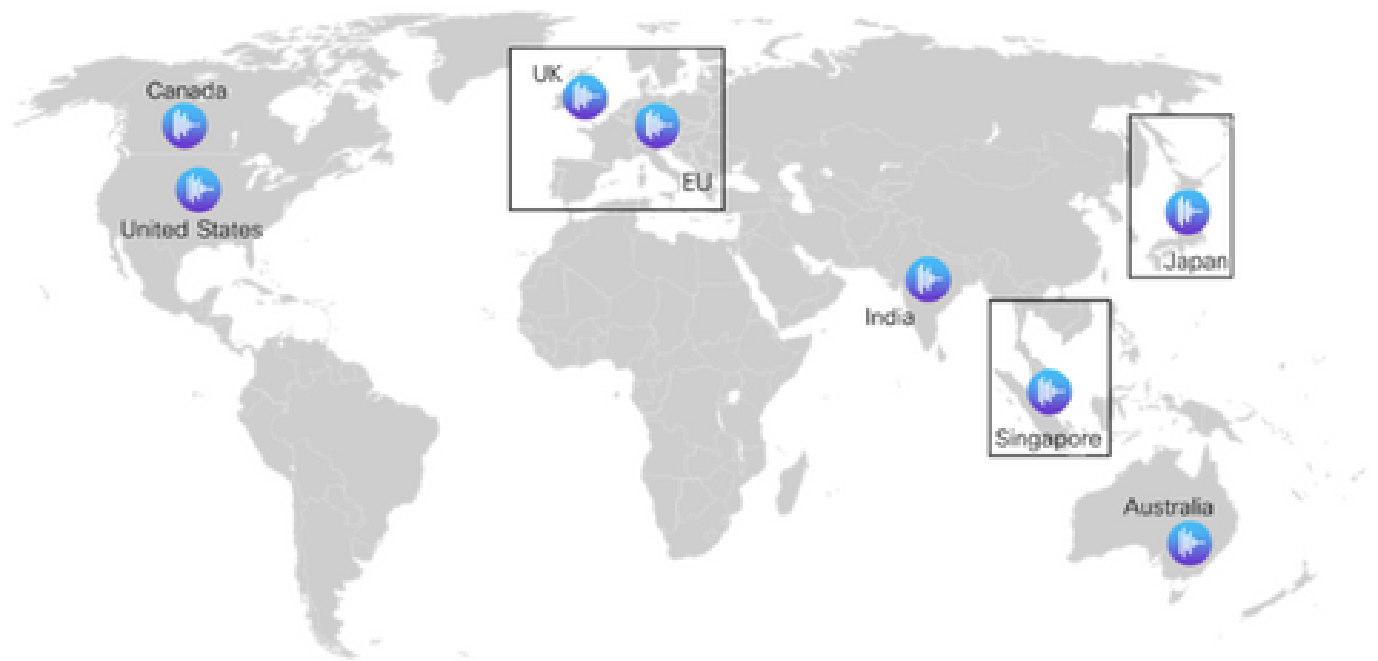 Canada
United States
UK
EU
India
Japan
Singapore
Australia